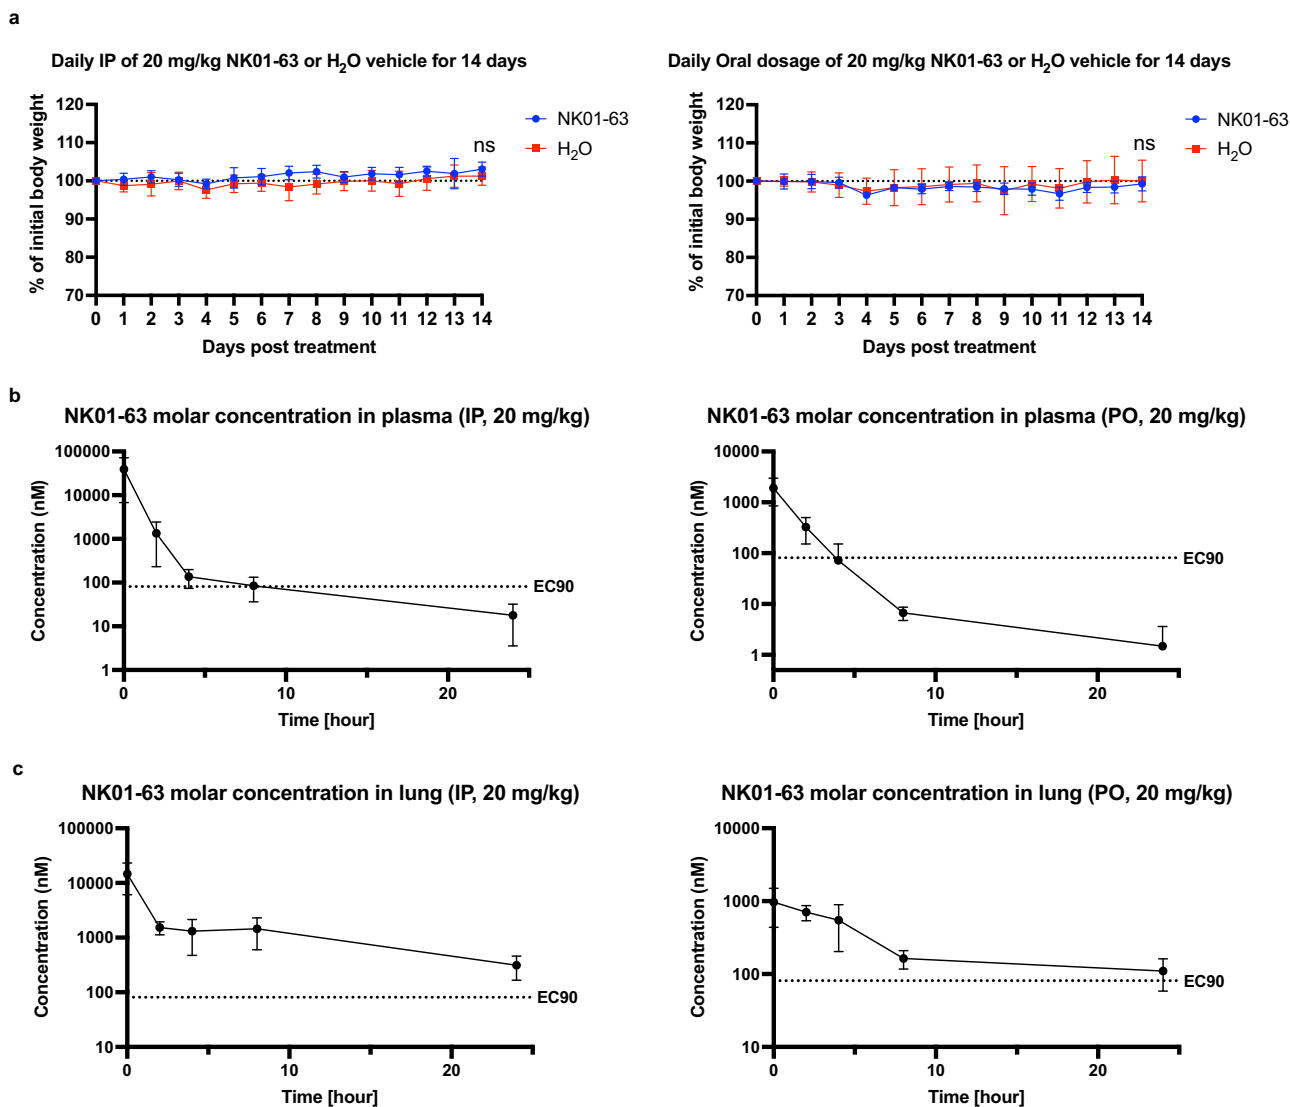 a
Daily IP of 20 mg/kg NK01-63 or H₂O vehicle for 14 days
% of initial body weight
120
110
100
90
80
70
0 1 2 3 4 5 6 7 8 9 10 11 12 13 14
Days post treatment
ns
NK01-63
H₂O
Daily Oral dosage of 20 mg/kg NK01-63 or H₂O vehicle for 14 days
% of initial body weight
120
110
100
90
80
70
0 1 2 3 4 5 6 7 8 9 10 11 12 13 14
Days post treatment
ns
NK01-63
H₂O
b
NK01-63 molar concentration in plasma (IP, 20 mg/kg)
Concentration (nM)
100000
10000
1000
100
10
1
EC90
0 10 20
Time [hour]
NK01-63 molar concentration in plasma (PO, 20 mg/kg)
Concentration (nM)
10000
1000
100
10
1
EC90
0 10 20
Time [hour]
c
NK01-63 molar concentration in lung (IP, 20 mg/kg)
Concentration (nM)
100000
10000
1000
100
10
EC90
0 10 20
Time [hour]
NK01-63 molar concentration in lung (PO, 20 mg/kg)
Concentration (nM)
10000
1000
100
10
EC90
0 10 20
Time [hour]